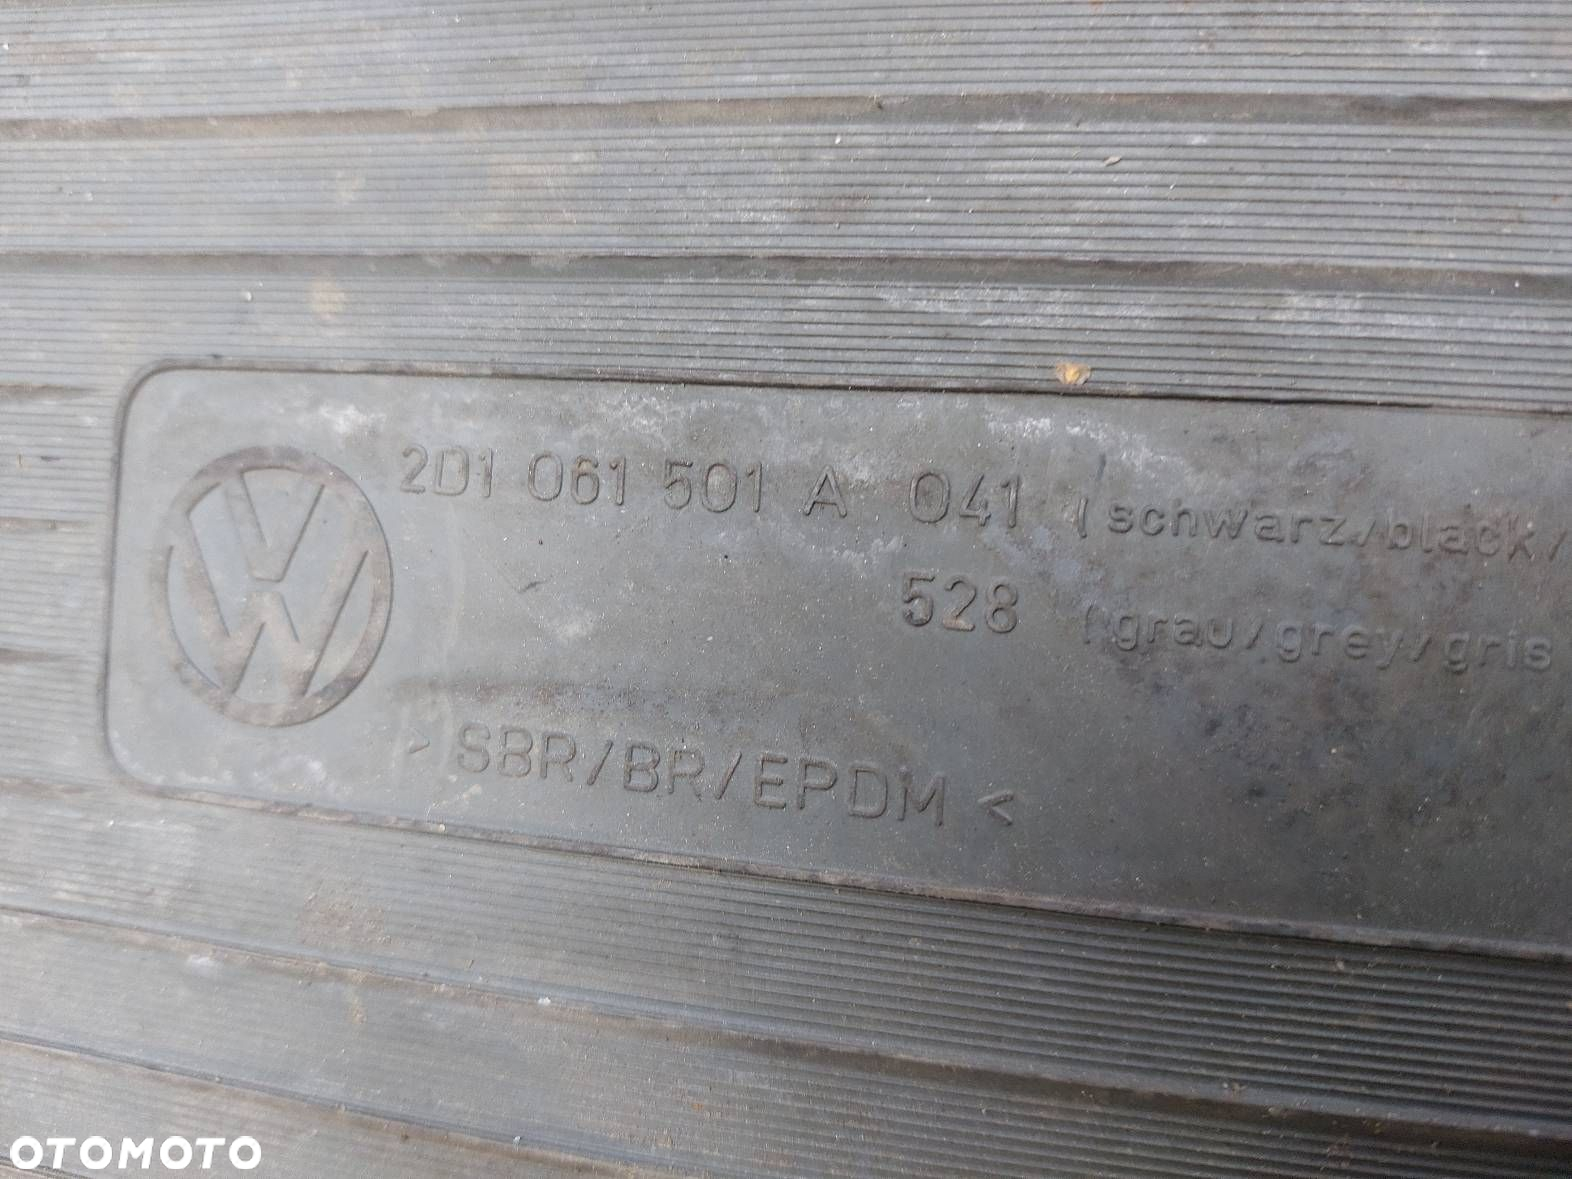 2D1 061 501 A 041 (schwarz/black/
528 (grau/grey/gris
> SBR/BR/EPDM <
OTOMOTO